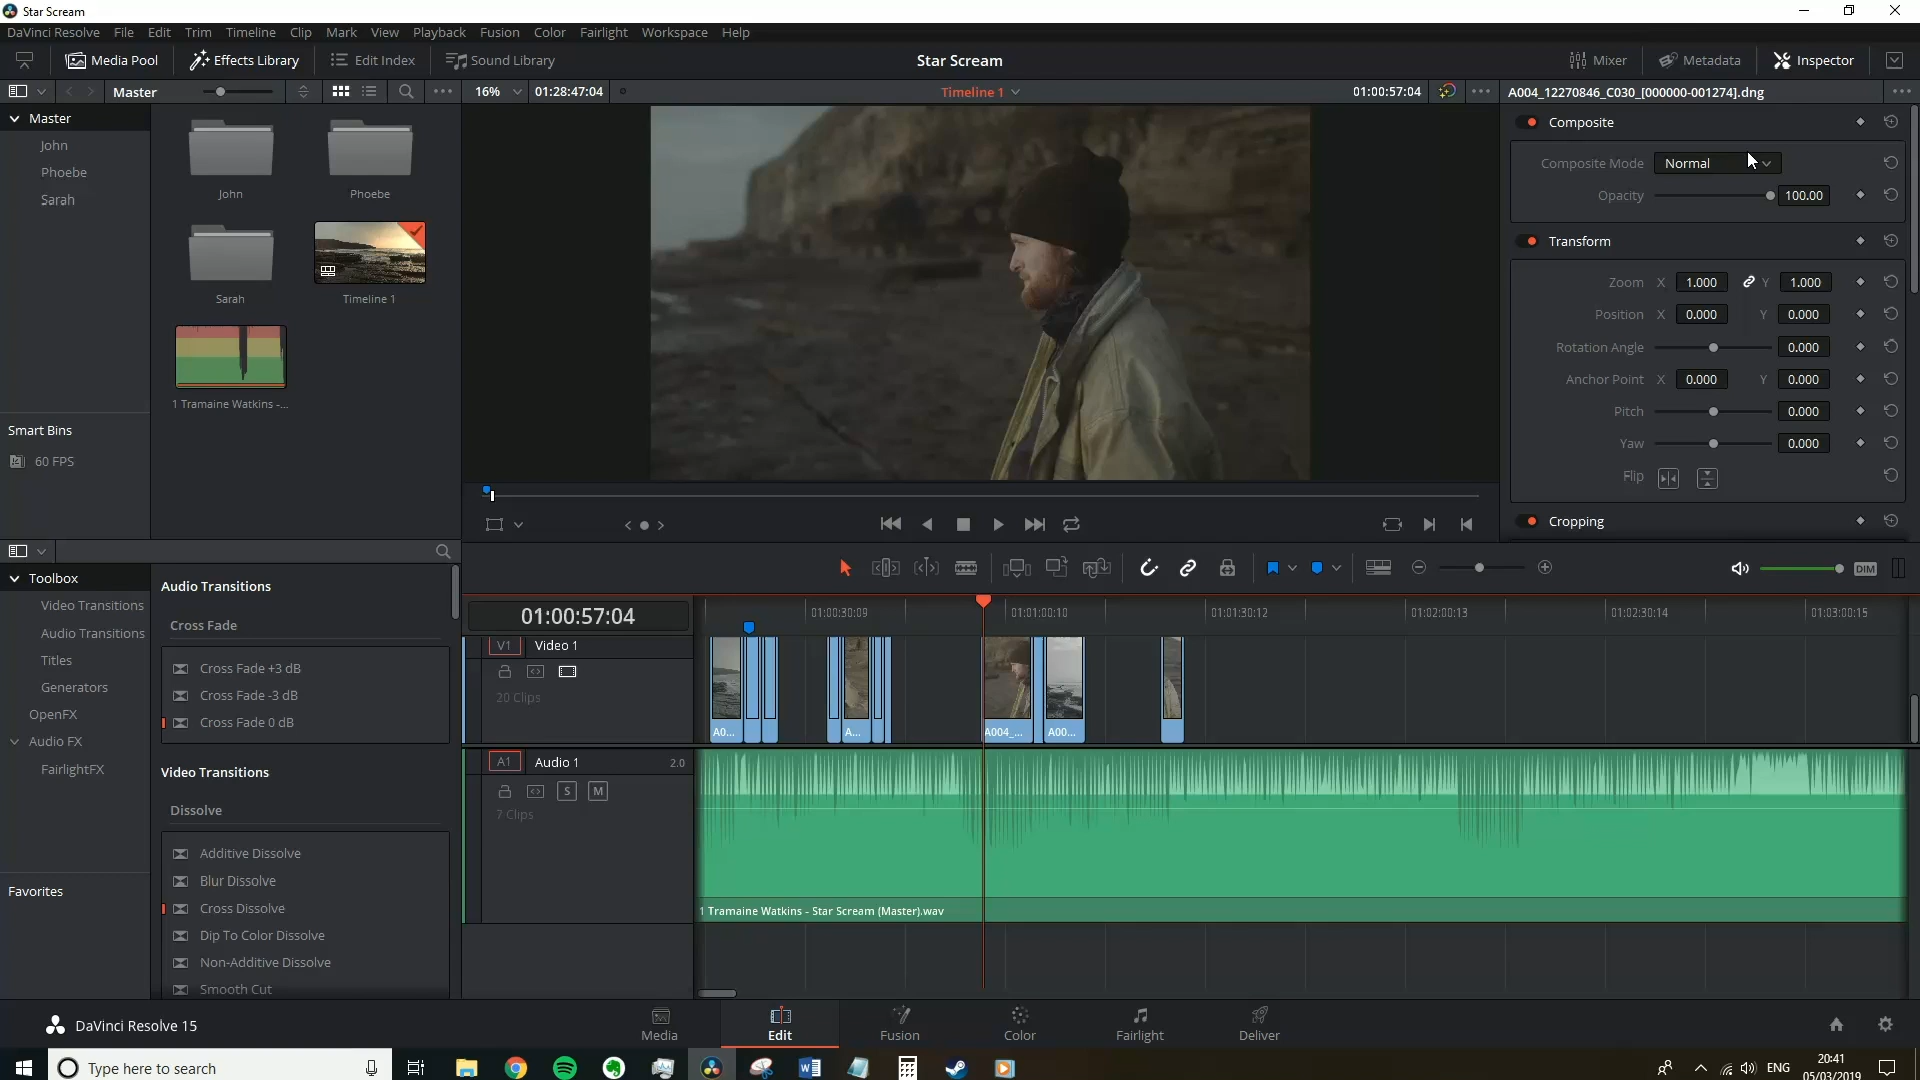 Star Scream
DaVinci Resolve File Edit Trim Timeline Clip Mark View Playback Fusion Color Fairlight Workspace Help
Media Pool Effects Library Edit Index Sound Library Star Scream Mixer Metadata Inspector
Master 16% 01:28:47:04 Timeline 1 01:00:57:04 A004_12270846_C030_[000000-001274].dng
Master
John
Phoebe
Sarah
John Phoebe
Sarah Timeline 1
1 Tramaine Watkins -...
Smart Bins
60 FPS
Composite
Composite Mode Normal
Opacity 100.00
Transform
Zoom X 1.000 Y 1.000
Position X 0.000 Y 0.000
Rotation Angle 0.000
Anchor Point X 0.000 Y 0.000
Pitch 0.000
Yaw 0.000
Flip
Cropping
DIM
Toolbox
Video Transitions
Audio Transitions
Titles
Generators
OpenFX
Audio FX
FairlightFX
Favorites
Audio Transitions
Cross Fade
Cross Fade +3 dB
Cross Fade -3 dB
Cross Fade 0 dB
Video Transitions
Dissolve
Additive Dissolve
Blur Dissolve
Cross Dissolve
Dip To Color Dissolve
Non-Additive Dissolve
Smooth Cut
01:00:57:04 01:00:30:09 01:01:00:10 01:01:30:12 01:02:00:13 01:02:30:14 01:03:00:15
V1 Video 1
20 Clips
A0... A... A004_... A00...
A1 Audio 1 2.0
S M
7 Clips
1 Tramaine Watkins - Star Scream (Master).wav
DaVinci Resolve 15
Media Edit Fusion Color Fairlight Deliver
Type here to search
ENG
20:41
05/03/2019